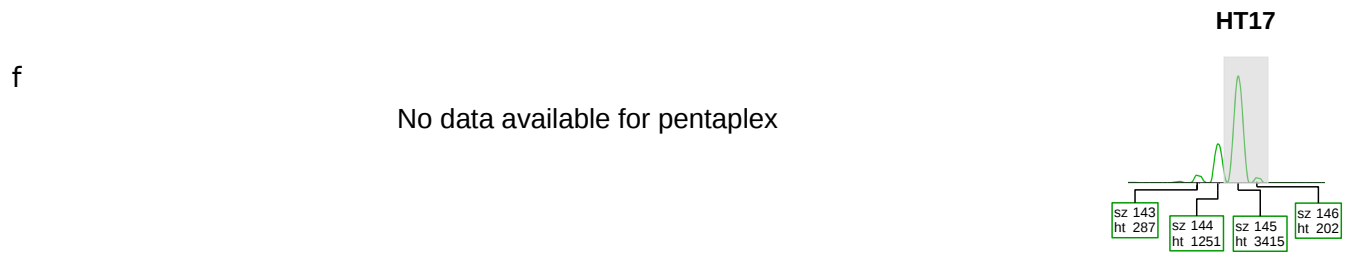 HT17
f
No data available for pentaplex
sz 143
ht 287
sz 144
ht 1251
sz 145
ht 3415
sz 146
ht 202